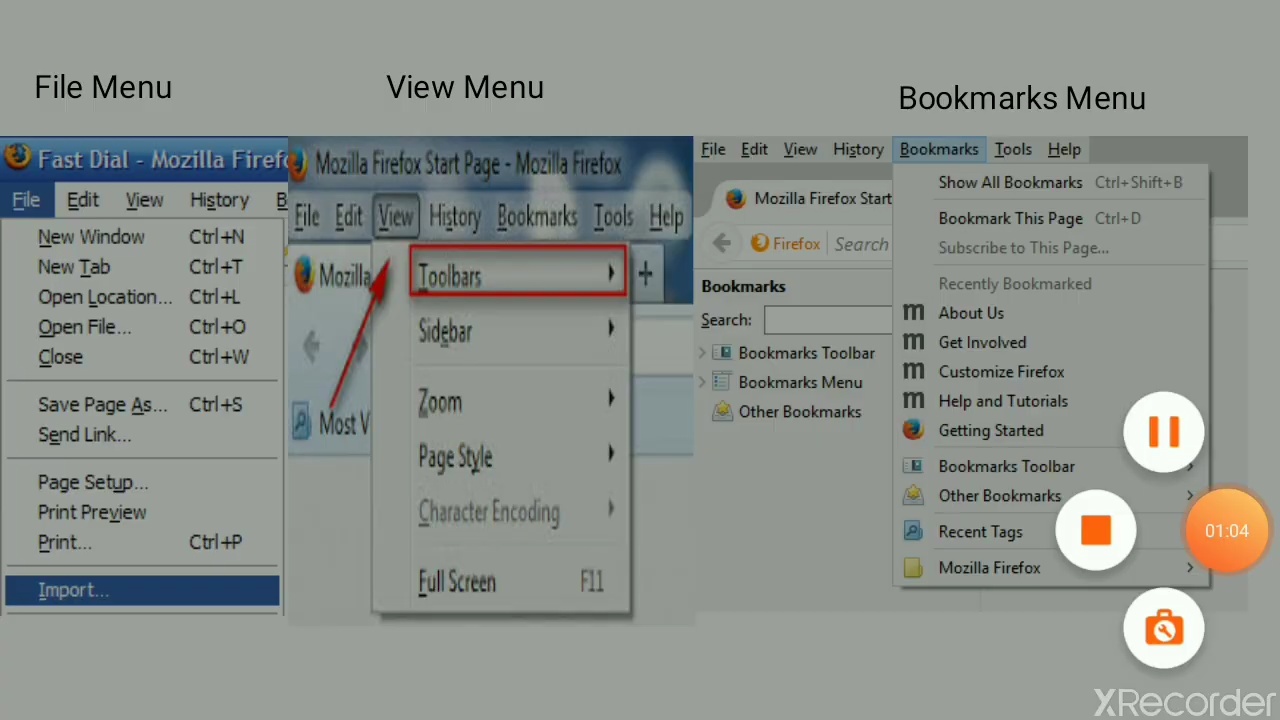 File Menu
View Menu
Bookmarks Menu
Fast Dial - Mozilla Firefo
File Edit View History B
New Window Ctrl+N
New Tab Ctrl+T
Open Location... Ctrl+L
Open File... Ctrl+O
Close Ctrl+W
Save Page As... Ctrl+S
Send Link...
Page Setup...
Print Preview
Print... Ctrl+P
Import...
Mozilla Firefox Start Page - Mozilla Firefox
File Edit View History Bookmarks Tools Help
Mozilla
Toolbars
+
Sidebar
Zoom
Most V
Page Style
Character Encoding
Full Screen F11
File Edit View History Bookmarks Tools Help
Mozilla Firefox Start
Firefox Search
Bookmarks
Search:
Bookmarks Toolbar
Bookmarks Menu
Other Bookmarks
Show All Bookmarks Ctrl+Shift+B
Bookmark This Page Ctrl+D
Subscribe to This Page...
Recently Bookmarked
m About Us
m Get Involved
m Customize Firefox
m Help and Tutorials
Getting Started
Bookmarks Toolbar
Other Bookmarks
Recent Tags
Mozilla Firefox
01:04
XRecorder